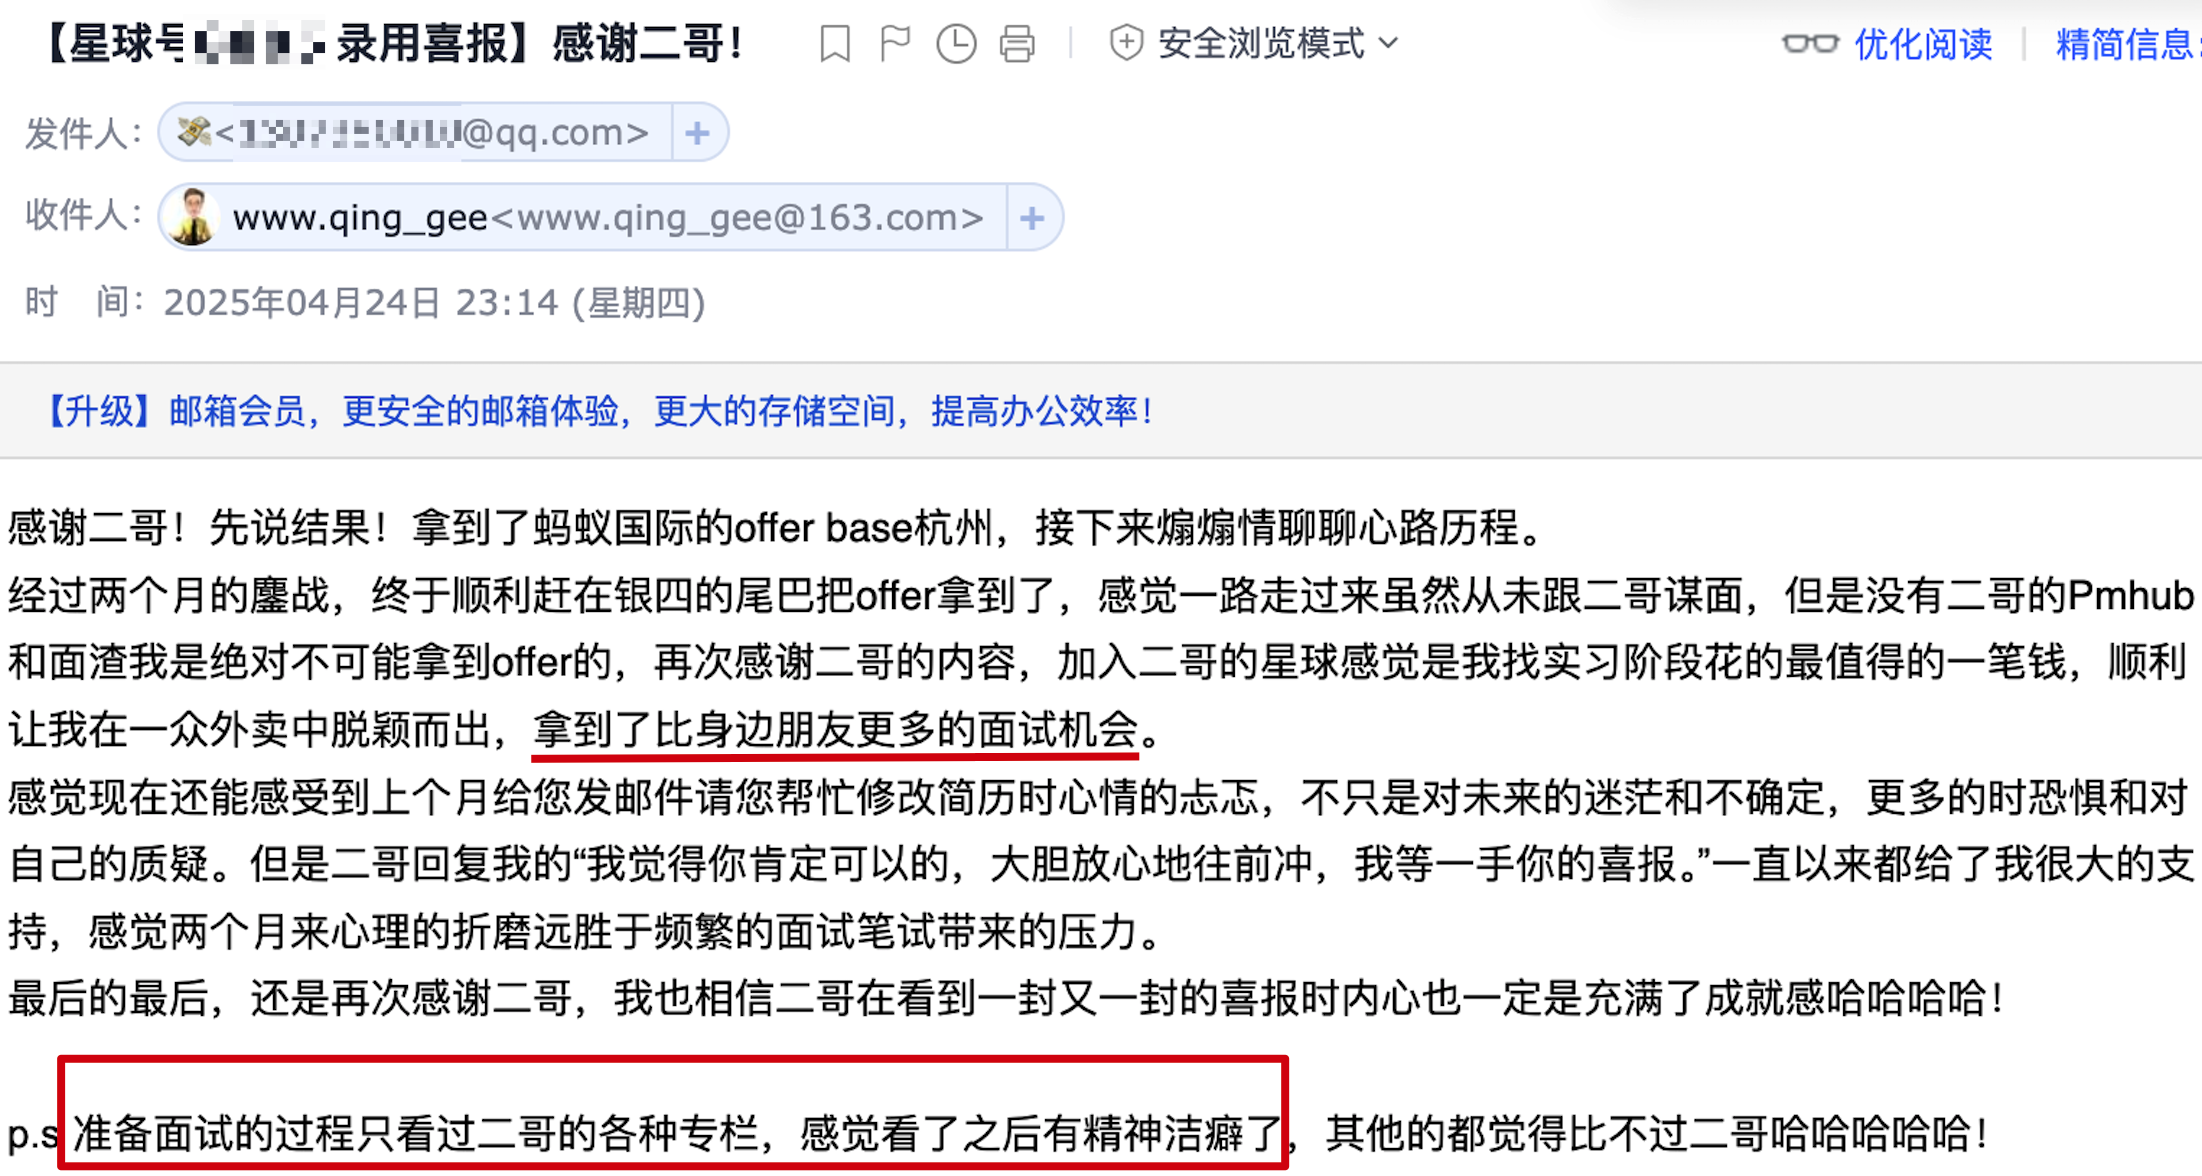 【星球号 录用喜报】感谢二哥！ 安全浏览模式 优化阅读 精简信息
发件人： < @qq.com> +
收件人： www.qing_gee<www.qing_gee@163.com> +
时 间： 2025年04月24日 23:14 (星期四)
【升级】邮箱会员，更安全的邮箱体验，更大的存储空间，提高办公效率！
感谢二哥！先说结果！拿到了蚂蚁国际的offer base杭州，接下来煽煽情聊聊心路历程。
经过两个月的鏖战，终于顺利赶在银四的尾巴把offer拿到了，感觉一路走过来虽然从未跟二哥谋面，但是没有二哥的Pmhub
和面渣我是绝对不可能拿到offer的，再次感谢二哥的内容，加入二哥的星球感觉是我找实习阶段花的最值得的一笔钱，顺利
让我在一众外卖中脱颖而出，拿到了比身边朋友更多的面试机会。
感觉现在还能感受到上个月给您发邮件请您帮忙修改简历时心情的忐忑，不只是对未来的迷茫和不确定，更多的时恐惧和对
自己的质疑。但是二哥回复我的“我觉得你肯定可以的，大胆放心地往前冲，我等一手你的喜报。”一直以来都给了我很大的支
持，感觉两个月来心理的折磨远胜于频繁的面试笔试带来的压力。
最后的最后，还是再次感谢二哥，我也相信二哥在看到一封又一封的喜报时内心也一定是充满了成就感哈哈哈哈！
p.s 准备面试的过程只看过二哥的各种专栏，感觉看了之后有精神洁癖了，其他的都觉得比不过二哥哈哈哈哈哈！